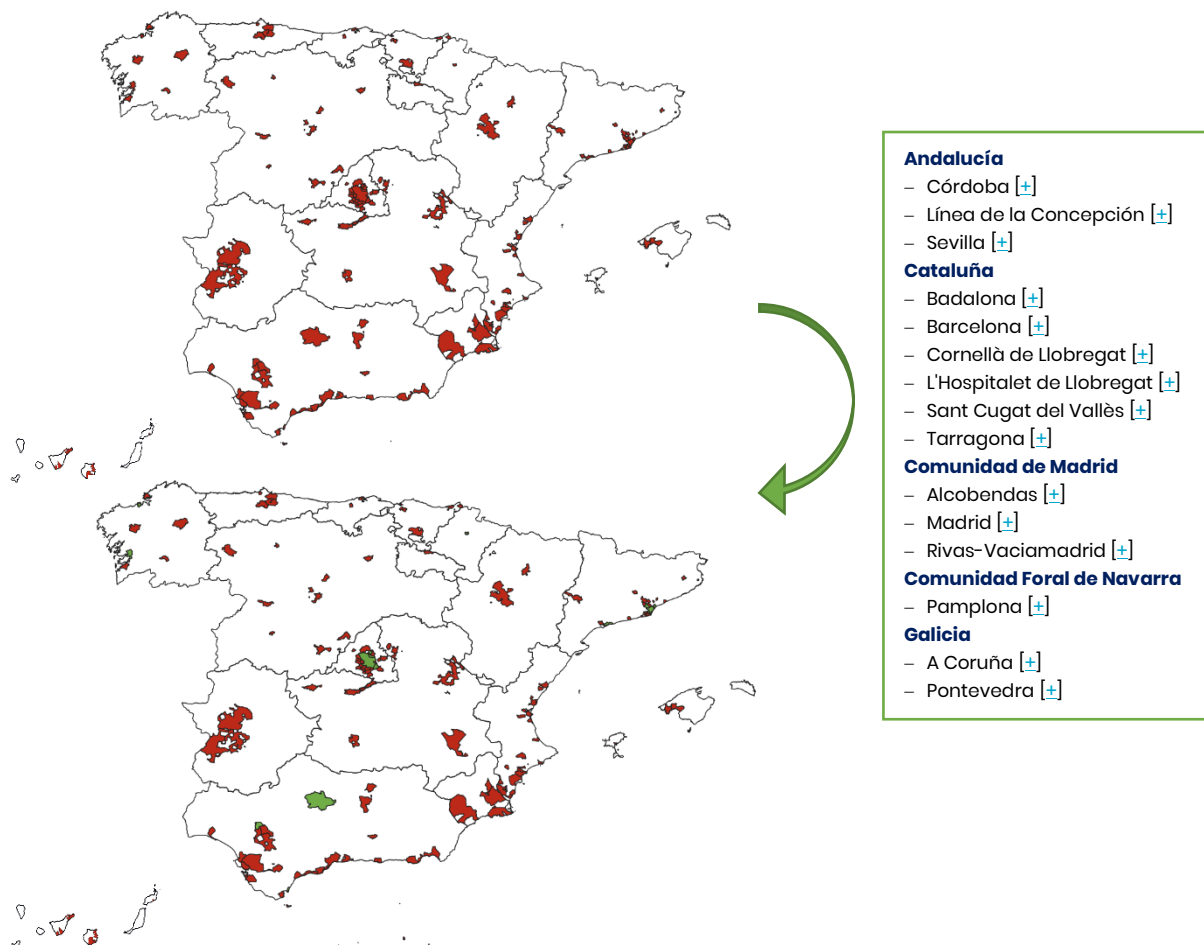 Andalucía
– Córdoba [+]
– Línea de la Concepción [+]
– Sevilla [+]
Cataluña
– Badalona [+]
– Barcelona [+]
– Cornellà de Llobregat [+]
– L'Hospitalet de Llobregat [+]
– Sant Cugat del Vallès [+]
– Tarragona [+]
Comunidad de Madrid
– Alcobendas [+]
– Madrid [+]
– Rivas-Vaciamadrid [+]
Comunidad Foral de Navarra
– Pamplona [+]
Galicia
– A Coruña [+]
– Pontevedra [+]